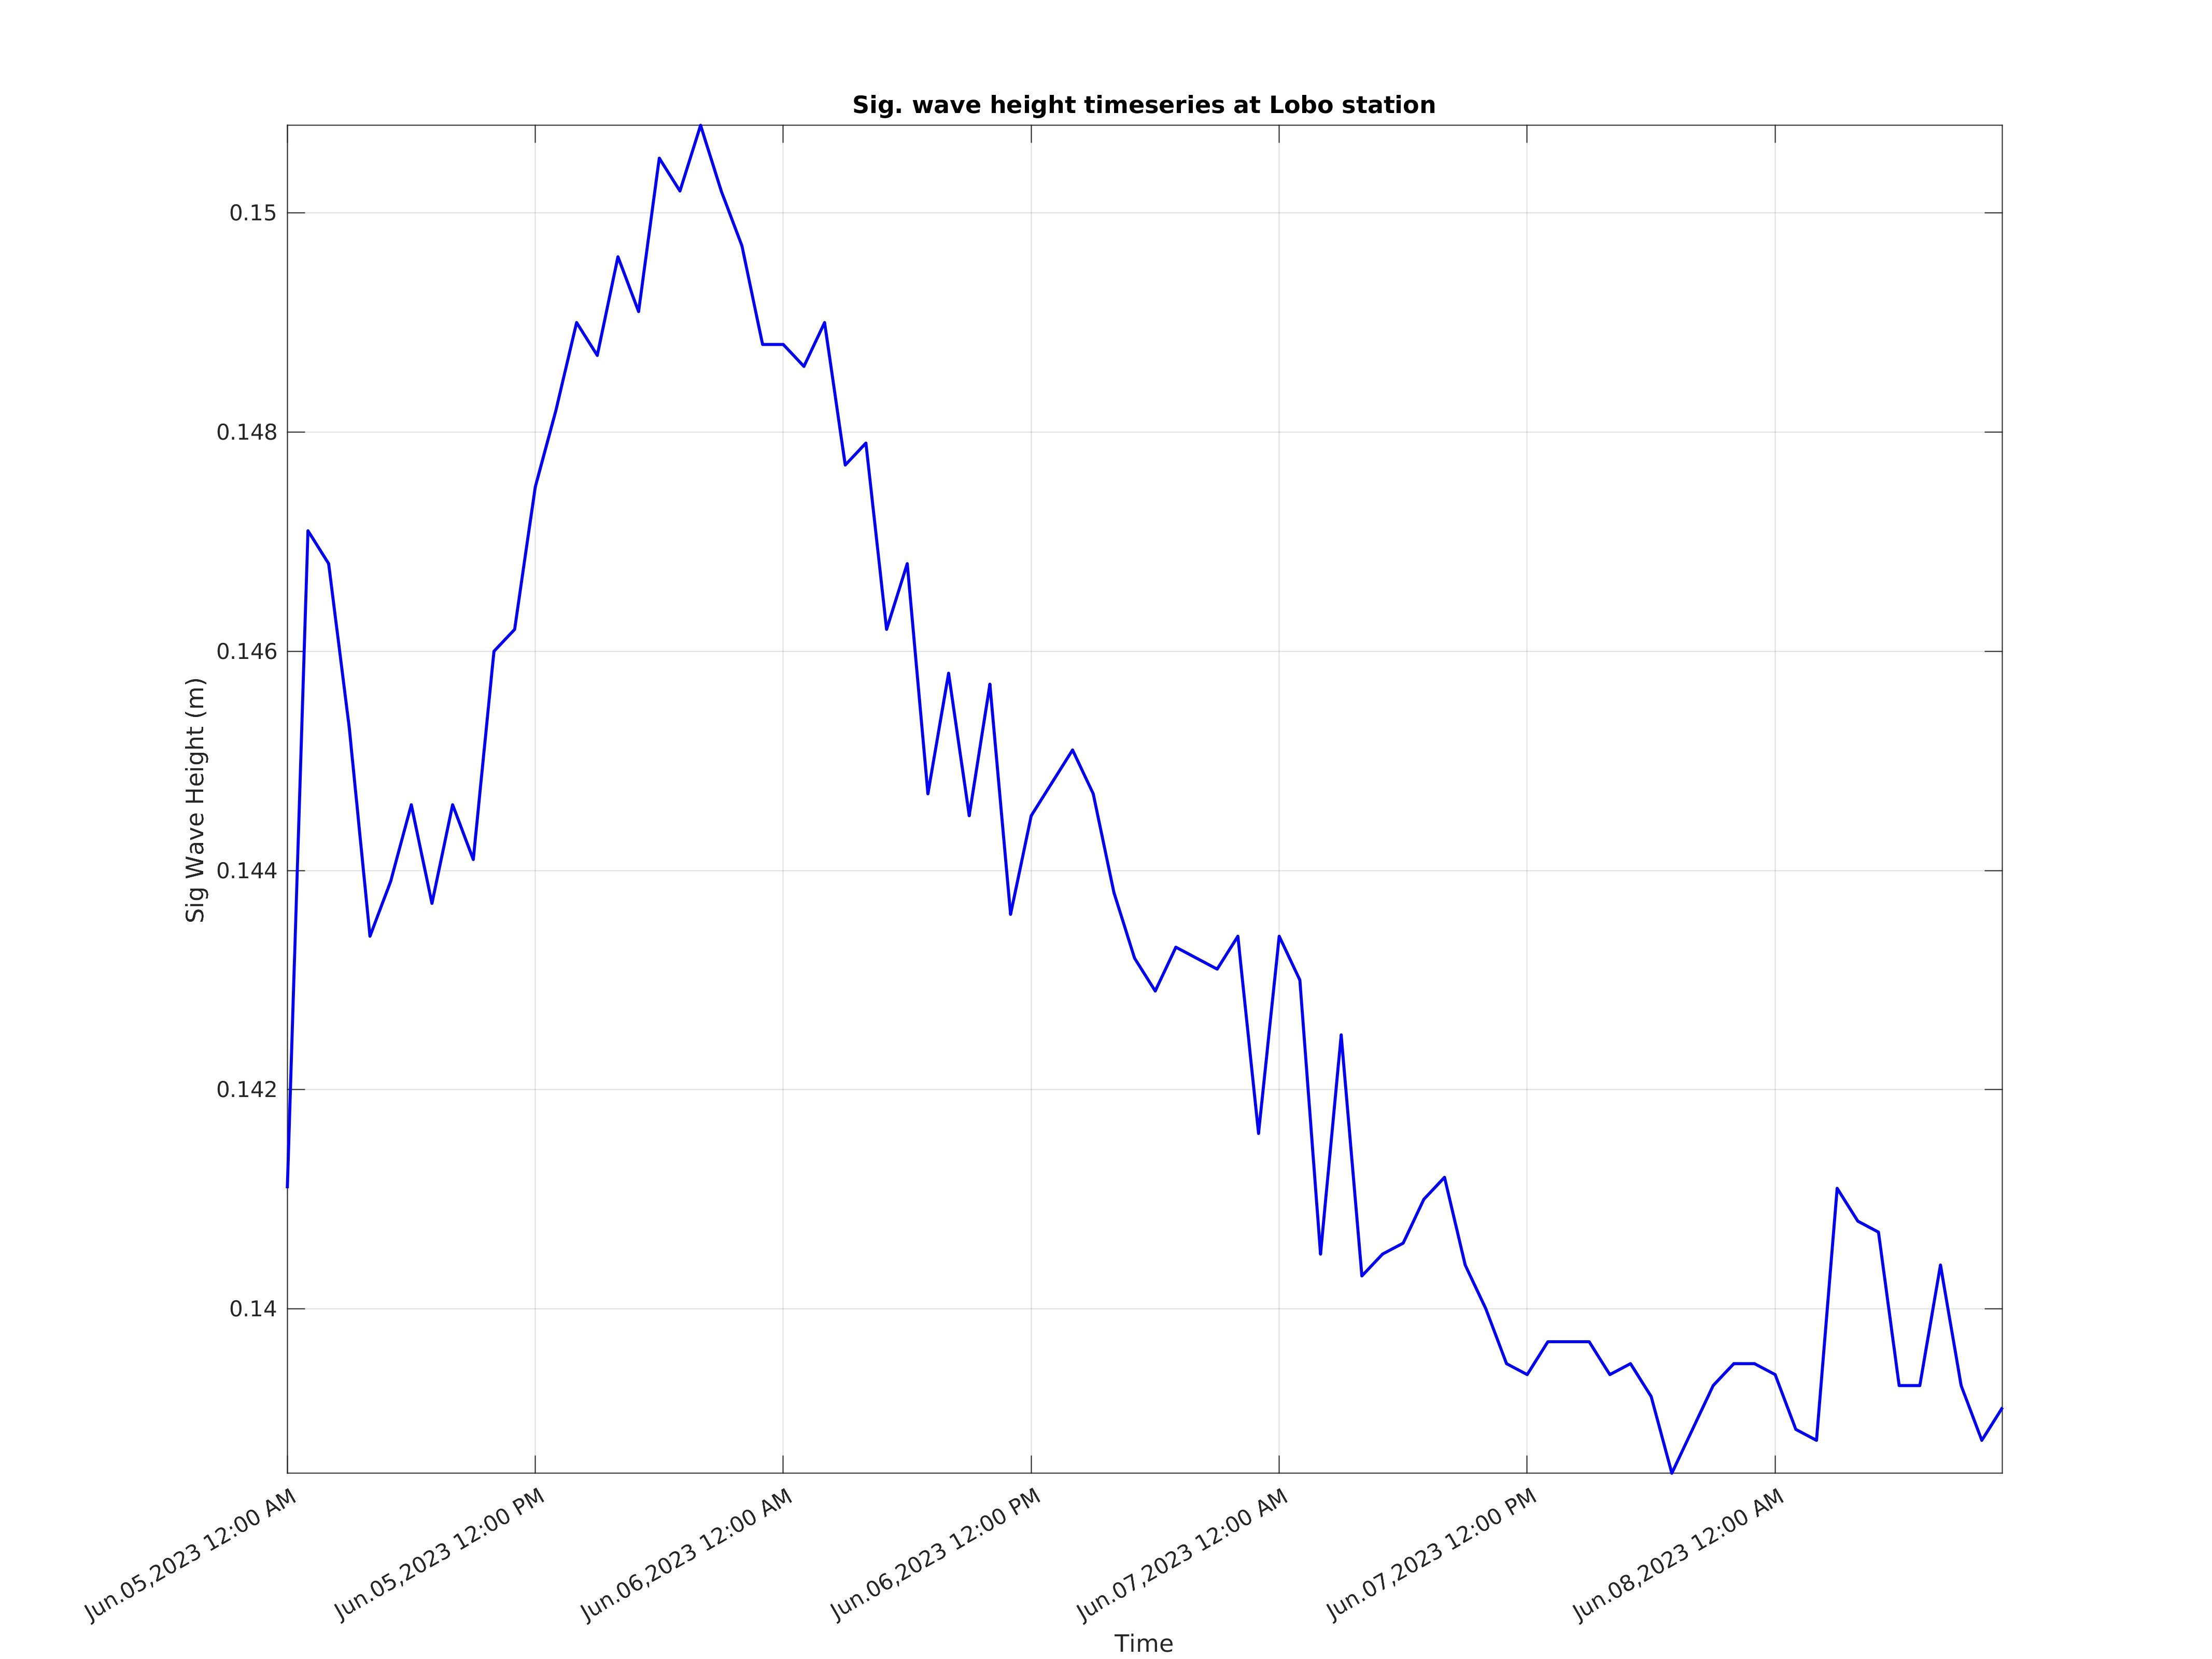 Sig. wave height timeseries at Lobo station
0.15
0.148
0.146
0.144
0.142
0.14
Sig Wave Height (m)
Jun.05,2023 12:00 AM
Jun.05,2023 12:00 PM
Jun.06,2023 12:00 AM
Jun.06,2023 12:00 PM
Jun.07,2023 12:00 AM
Jun.07,2023 12:00 PM
Jun.08,2023 12:00 AM
Time